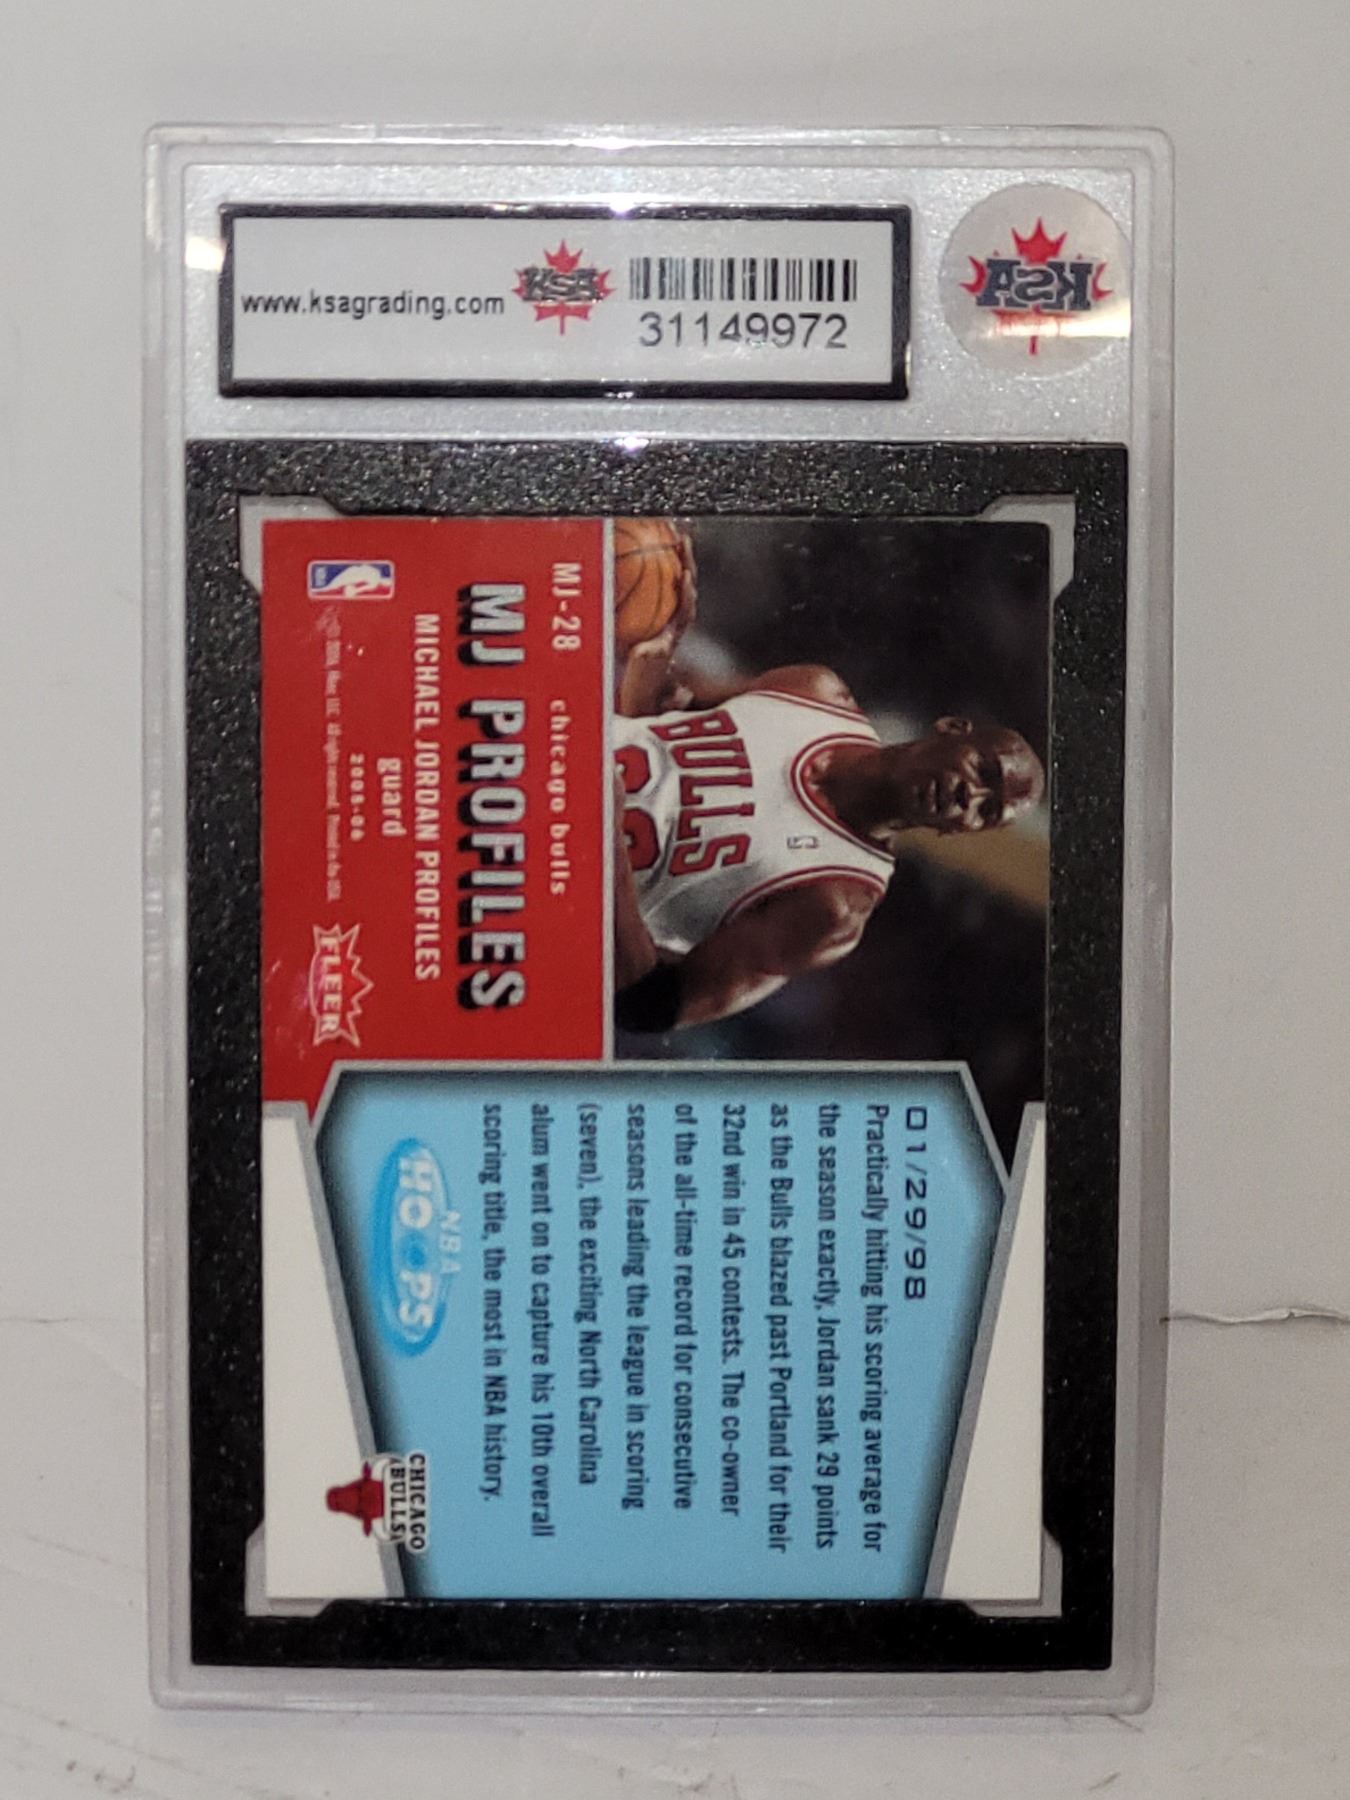 www.ksagrading.com
KSA
31149972
KSA
MJ-28 chicago bulls
MJ PROFILES
MICHAEL JORDAN PROFILES
guard
2005-06
FLEER
BULLS
01/29/98
Practically hitting his scoring average for
the season exactly, Jordan sank 29 points
as the Bulls blazed past Portland for their
32nd win in 45 contests. The co-owner
of the all-time record for consecutive
seasons leading the league in scoring
(seven), the exciting North Carolina
alum went on to capture his 10th overall
scoring title, the most in NBA history.
NBA
HOOPS
CHICAGO
BULLS